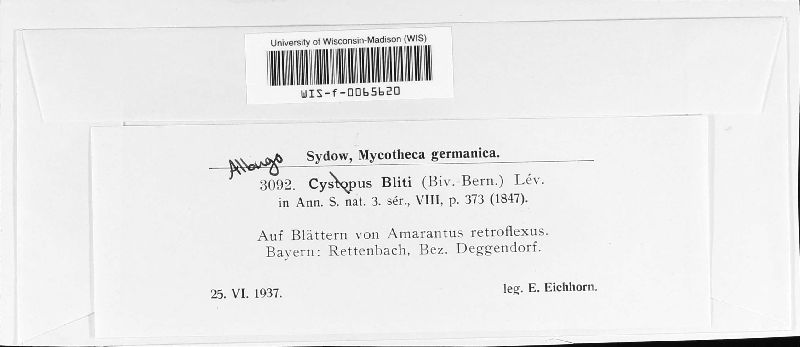 University of Wisconsin-Madison (WIS)
WIS-f-0065620
Sydow, Mycotheca germanica.
Albugo
3092. Cystopus Bliti (Biv.-Bern.) Lév.
in Ann. S. nat. 3. sér., VIII, p. 373 (1847).
Auf Blättern von Amarantus retroflexus.
Bayern: Rettenbach, Bez. Deggendorf.
25. VI. 1937. leg. E. Eichhorn.